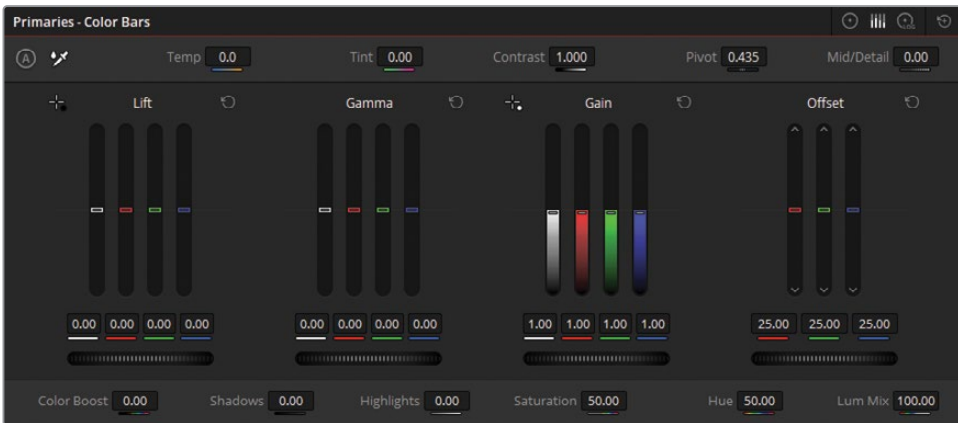 Primaries - Color Bars
A
Temp 0.0 Tint 0.00 Contrast 1.000 Pivot 0.435 Mid/Detail 0.00
Lift Gamma Gain Offset
0.00 0.00 0.00 0.00 0.00 0.00 0.00 0.00 1.00 1.00 1.00 1.00 25.00 25.00 25.00
Color Boost 0.00 Shadows 0.00 Highlights 0.00 Saturation 50.00 Hue 50.00 Lum Mix 100.00